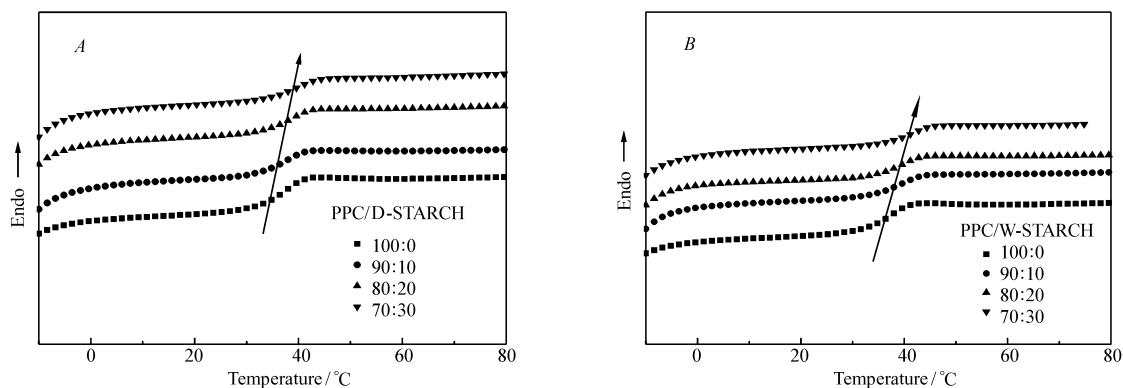 A
Endo
PPC/D-STARCH
100:0
90:10
80:20
70:30
0
20
40
60
80
Temperature / °C
B
Endo
PPC/W-STARCH
100:0
90:10
80:20
70:30
0
20
40
60
80
Temperature / °C